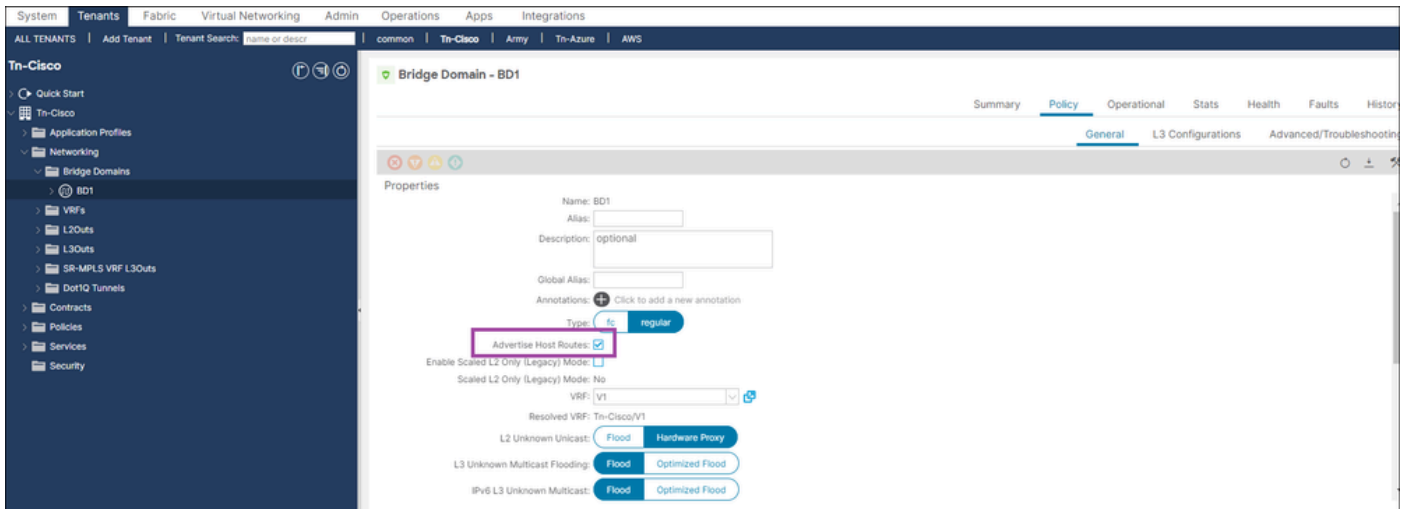 System Tenants Fabric Virtual Networking Admin Operations Apps Integrations
ALL TENANTS | Add Tenant | Tenant Search: name or descr | common | Tn-Cisco | Army | Tn-Azure | AWS
Tn-Cisco
Quick Start
Tn-Cisco
Application Profiles
Networking
Bridge Domains
BD1
VRFs
L2Outs
L3Outs
SR-MPLS VRF L3Outs
Dot1Q Tunnels
Contracts
Policies
Services
Security
Bridge Domain - BD1
Summary Policy Operational Stats Health Faults History
General L3 Configurations Advanced/Troubleshooting
Properties
Name: BD1
Alias:
Description: optional
Global Alias:
Annotations: Click to add a new annotation
Type: fc regular
Advertise Host Routes:
Enable Scaled L2 Only (Legacy) Mode:
Scaled L2 Only (Legacy) Mode: No
VRF: V1
Resolved VRF: Tn-Cisco/V1
L2 Unknown Unicast: Flood Hardware Proxy
L3 Unknown Multicast Flooding: Flood Optimized Flood
IPv6 L3 Unknown Multicast: Flood Optimized Flood